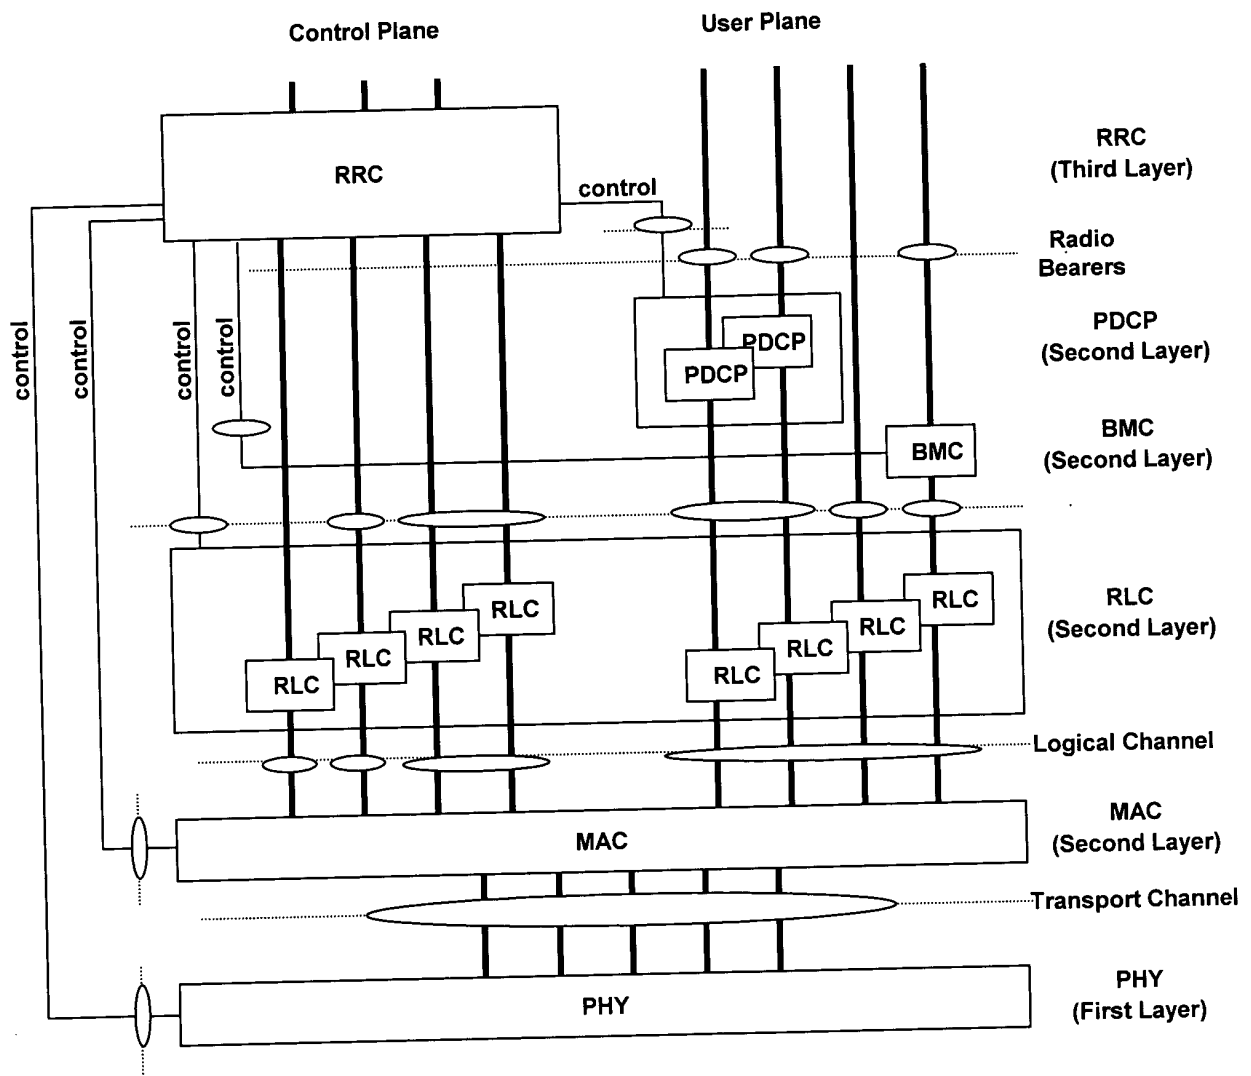 Control Plane
User Plane
RRC
RRC
(Third Layer)
control
Radio
Bearers
control
control
control
control
PDCP
PDCP
PDCP
(Second Layer)
BMC
BMC
(Second Layer)
RLC
RLC
RLC
RLC
RLC
RLC
RLC
RLC
RLC
(Second Layer)
Logical Channel
MAC
MAC
(Second Layer)
Transport Channel
PHY
PHY
(First Layer)